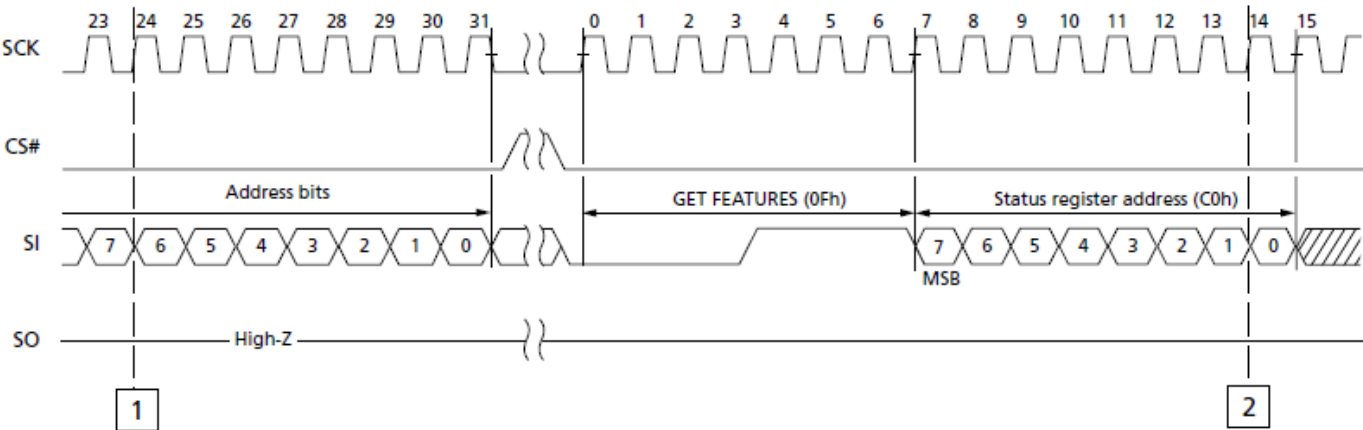 23 24 25 26 27 28 29 30 31 0 1 2 3 4 5 6 7 8 9 10 11 12 13 14 15
SCK
CS#
Address bits GET FEATURES (0Fh) Status register address (C0h)
SI 7 6 5 4 3 2 1 0 7 6 5 4 3 2 1 0
MSB
SO High-Z
1 2